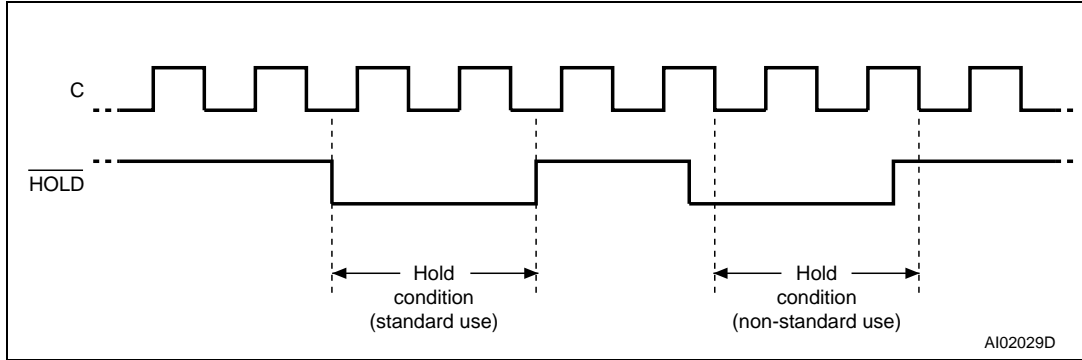 C
HOLD
Hold
condition
(standard use)
Hold
condition
(non-standard use)
AI02029D